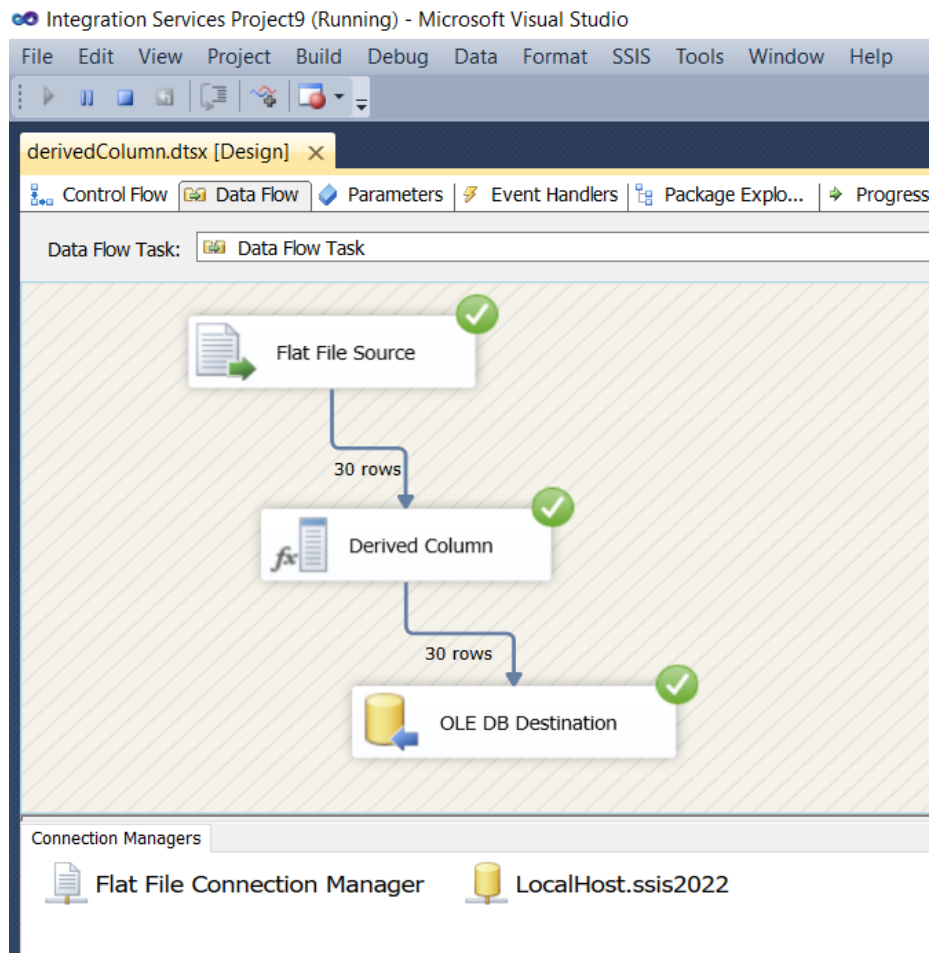 Integration Services Project9 (Running) - Microsoft Visual Studio
File Edit View Project Build Debug Data Format SSIS Tools Window Help
derivedColumn.dtsx [Design]
Control Flow Data Flow Parameters Event Handlers Package Explo... Progress
Data Flow Task: Data Flow Task
Flat File Source
30 rows
fx Derived Column
30 rows
OLE DB Destination
Connection Managers
Flat File Connection Manager LocalHost.ssis2022